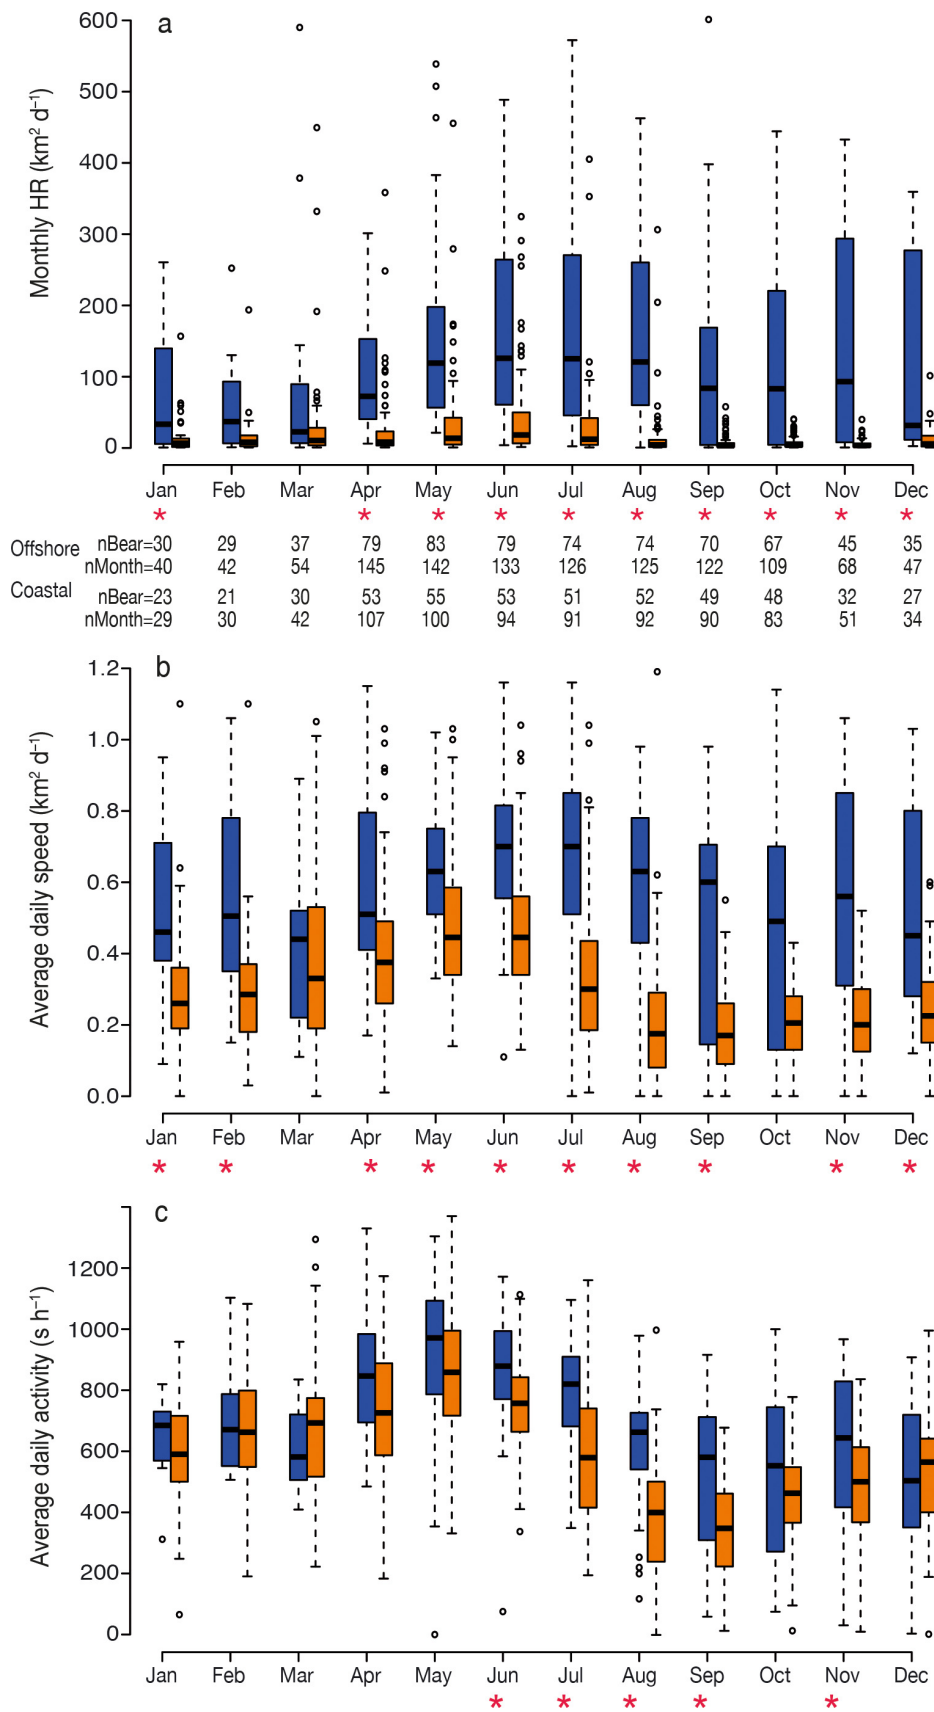 a
Monthly HR (km² d⁻¹)
600
500
400
300
200
100
0
Jan Feb Mar Apr May Jun Jul Aug Sep Oct Nov Dec
* * * * * * * * * *
Offshore nBear=30 29 37 79 83 79 74 74 70 67 45 35
nMonth=40 42 54 145 142 133 126 125 122 109 68 47
Coastal nBear=23 21 30 53 55 53 51 52 49 48 32 27
nMonth=29 30 42 107 100 94 91 92 90 83 51 34
b
Average daily speed (km² d⁻¹)
1.2
1.0
0.8
0.6
0.4
0.2
0.0
Jan Feb Mar Apr May Jun Jul Aug Sep Oct Nov Dec
* * * * * * * * * *
c
Average daily activity (s h⁻¹)
1200
1000
800
600
400
200
0
Jan Feb Mar Apr May Jun Jul Aug Sep Oct Nov Dec
* * * * *